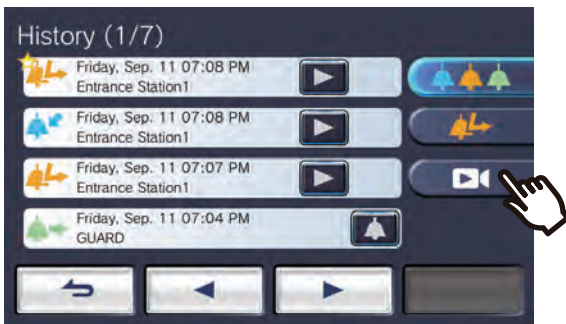 History (1/7)
Friday, Sep. 11 07:08 PM
Entrance Station1
Friday, Sep. 11 07:08 PM
Entrance Station1
Friday, Sep. 11 07:07 PM
Entrance Station1
Friday, Sep. 11 07:04 PM
GUARD